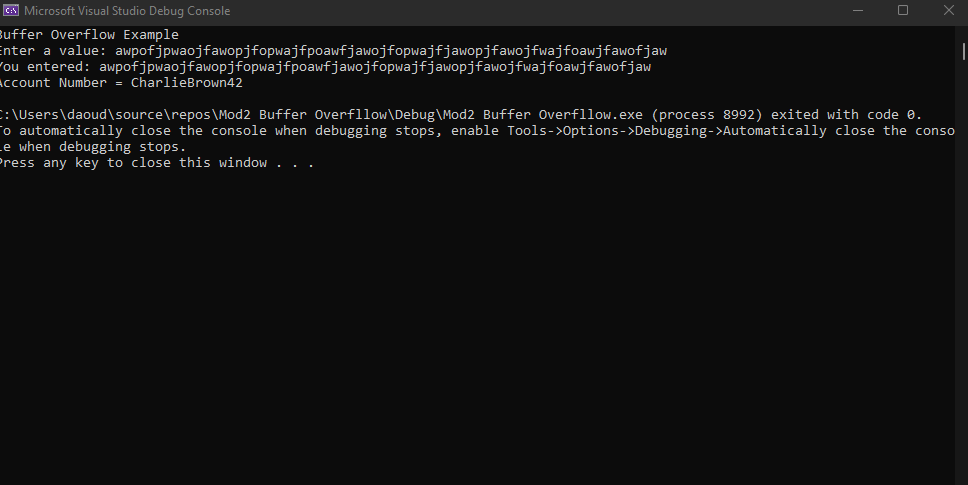 Microsoft Visual Studio Debug Console
Buffer Overflow Example
Enter a value: awpofjpwaojfawopjfopwajfpoawfjawojfopwajfjawopjfawojfwajfoawjfawofjaw
You entered: awpofjpwaojfawopjfopwajfpoawfjawojfopwajfjawopjfawojfwajfoawjfawofjaw
Account Number = CharlieBrown42
C:\Users\daoud\source\repos\Mod2 Buffer Overfllow\Debug\Mod2 Buffer Overfllow.exe (process 8992) exited with code 0.
To automatically close the console when debugging stops, enable Tools->Options->Debugging->Automatically close the conso
le when debugging stops.
Press any key to close this window . . .